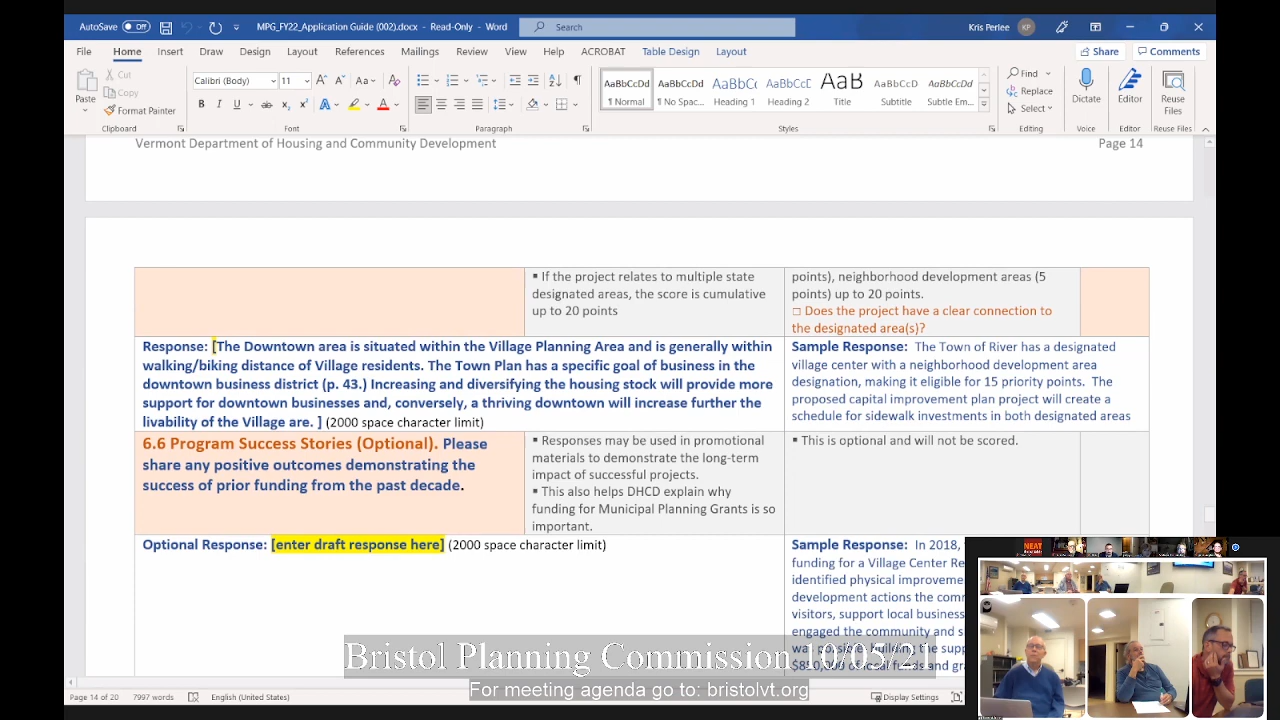 AutoSave Off MPG_FY22_Application Guide (002).docx - Read-Only - Word Search Kris Perlee KP
File Home Insert Draw Design Layout References Mailings Review View Help ACROBAT Table Design Layout Share Comments
Paste Cut Copy Format Painter
Calibri (Body) 11
AaBbCcDd AaBbCcDd AaBbCc AaBbCcD AaB AaBbCcD AaBbCcDd
¶ Normal ¶ No Spac... Heading 1 Heading 2 Title Subtitle Subtle Em...
Find Replace Select Dictate Editor Reuse Files
Clipboard Font Paragraph Styles Editing Voice Editor Reuse Files
Vermont Department of Housing and Community Development Page 14
▪ If the project relates to multiple state
designated areas, the score is cumulative
up to 20 points
points), neighborhood development areas (5
points) up to 20 points.
□ Does the project have a clear connection to
the designated area(s)?
Response: [The Downtown area is situated within the Village Planning Area and is generally within
walking/biking distance of Village residents. The Town Plan has a specific goal of business in the
downtown business district (p. 43.) Increasing and diversifying the housing stock will provide more
support for downtown businesses and, conversely, a thriving downtown will increase further the
livability of the Village are. ] (2000 space character limit)
Sample Response: The Town of River has a designated
village center with a neighborhood development area
designation, making it eligible for 15 priority points. The
proposed capital improvement plan project will create a
schedule for sidewalk investments in both designated areas
6.6 Program Success Stories (Optional). Please
share any positive outcomes demonstrating the
success of prior funding from the past decade.
▪ Responses may be used in promotional
materials to demonstrate the long-term
impact of successful projects.
▪ This also helps DHCD explain why
funding for Municipal Planning Grants is so
important.
▪ This is optional and will not be scored.
Optional Response: [enter draft response here] (2000 space character limit)
Sample Response: In 2018,
funding for a Village Center Re
identified physical improveme
development actions the comm
visitors, support local business
engaged the community and s
Bristol Planning Commission 10/05/21
For meeting agenda go to: bristolvt.org
Page 14 of 20 7997 words English (United States) Display Settings